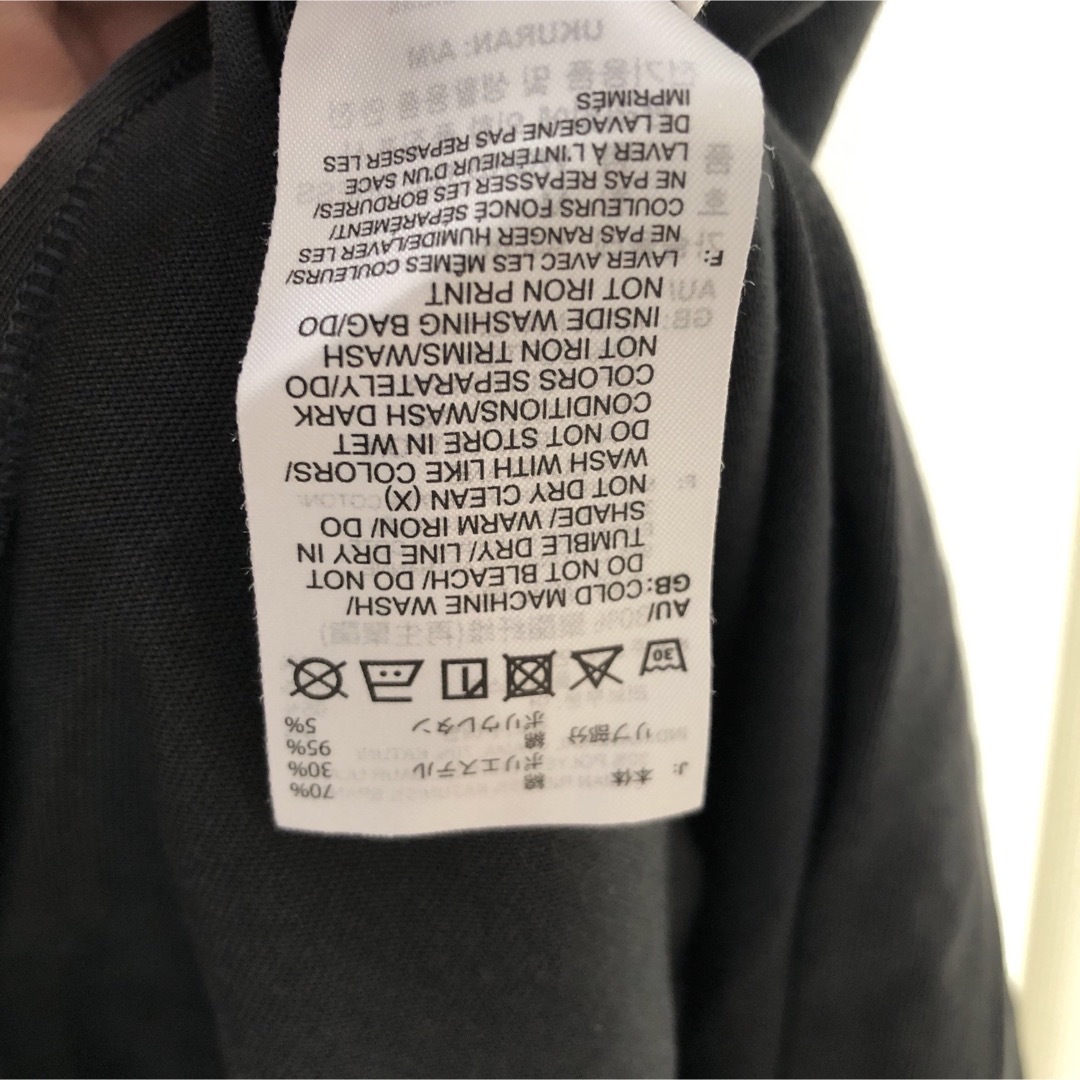 J: 本体 綿 70%
ポリエステル 30%
リブ部分 綿 95%
ポリウレタン 5%
30
AU/
GB: COLD MACHINE WASH/
DO NOT BLEACH/ DO NOT
TUMBLE DRY/ LINE DRY IN
SHADE/ WARM IRON/ DO
NOT DRY CLEAN (X)
WASH WITH LIKE COLORS/
DO NOT STORE IN WET
CONDITIONS/WASH DARK
COLORS SEPARATELY/DO
NOT IRON TRIMS/WASH
INSIDE WASHING BAG/DO
NOT IRON PRINT
F: LAVER AVEC LES MÊMES COULEURS/
NE PAS RANGER HUMIDE/LAVER LES
COULEURS FONCÉ SÉPARÉMENT/
NE PAS REPASSER LES BORDURES/
LAVER À L'INTÉRIEUR D'UN SACE
DE LAVAGE/NE PAS REPASSER LES
IMPRIMÉS
UKURAN: A/M